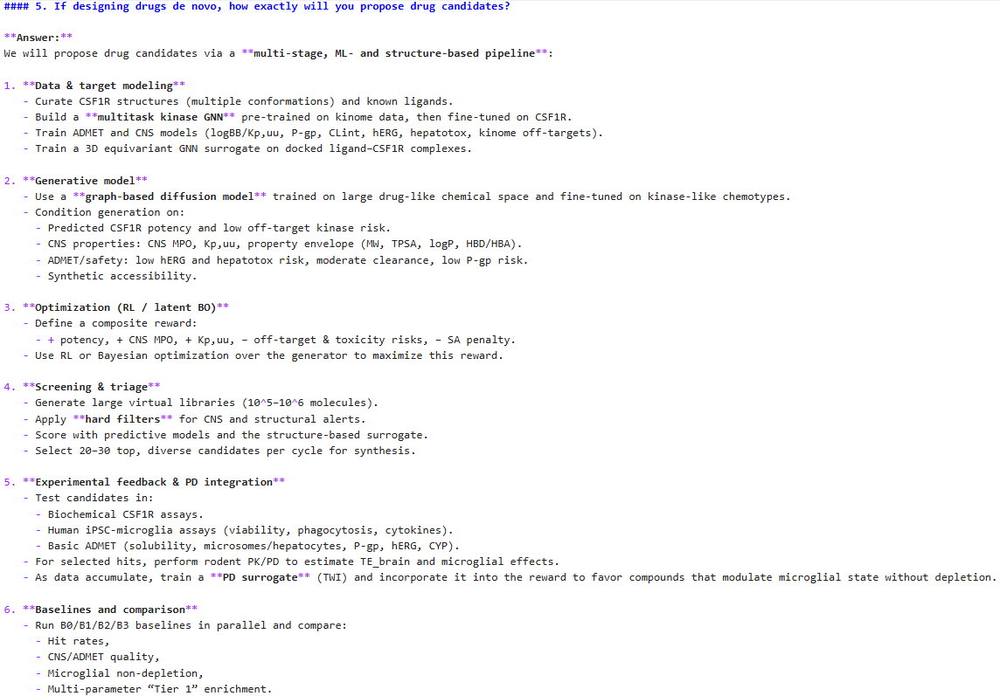 #### 5. If designing drugs de novo, how exactly will you propose drug candidates?
**Answer:**
We will propose drug candidates via a **multi-stage, ML- and structure-based pipeline**:
1. **Data & target modeling**
- Curate CSF1R structures (multiple conformations) and known ligands.
- Build a **multitask kinase GNN** pre-trained on kinome data, then fine-tuned on CSF1R.
- Train ADMET and CNS models (logBB/Kp,uu, P-gp, CLint, hERG, hepatotox, kinome off-targets).
- Train a 3D equivariant GNN surrogate on docked ligand–CSF1R complexes.
2. **Generative model**
- Use a **graph-based diffusion model** trained on large drug-like chemical space and fine-tuned on kinase-like chemotypes.
- Condition generation on:
- Predicted CSF1R potency and low off-target kinase risk.
- CNS properties: CNS MPO, Kp,uu, property envelope (MW, TPSA, logP, HBD/HBA).
- ADMET/safety: low hERG and hepatotox risk, moderate clearance, low P-gp risk.
- Synthetic accessibility.
3. **Optimization (RL / latent BO)**
- Define a composite reward:
- + potency, + CNS MPO, + Kp,uu, − off-target & toxicity risks, − SA penalty.
- Use RL or Bayesian optimization over the generator to maximize this reward.
4. **Screening & triage**
- Generate large virtual libraries (10^5–10^6 molecules).
- Apply **hard filters** for CNS and structural alerts.
- Score with predictive models and the structure-based surrogate.
- Select 20–30 top, diverse candidates per cycle for synthesis.
5. **Experimental feedback & PD integration**
- Test candidates in:
- Biochemical CSF1R assays.
- Human iPSC-microglia assays (viability, phagocytosis, cytokines).
- Basic ADMET (solubility, microsomes/hepatocytes, P-gp, hERG, CYP).
- For selected hits, perform rodent PK/PD to estimate TE_brain and microglial effects.
- As data accumulate, train a **PD surrogate** (TWI) and incorporate it into the reward to favor compounds that modulate microglial state without depletion.
6. **Baselines and comparison**
- Run B0/B1/B2/B3 baselines in parallel and compare:
- Hit rates,
- CNS/ADMET quality,
- Microglial non-depletion,
- Multi-parameter “Tier 1” enrichment.